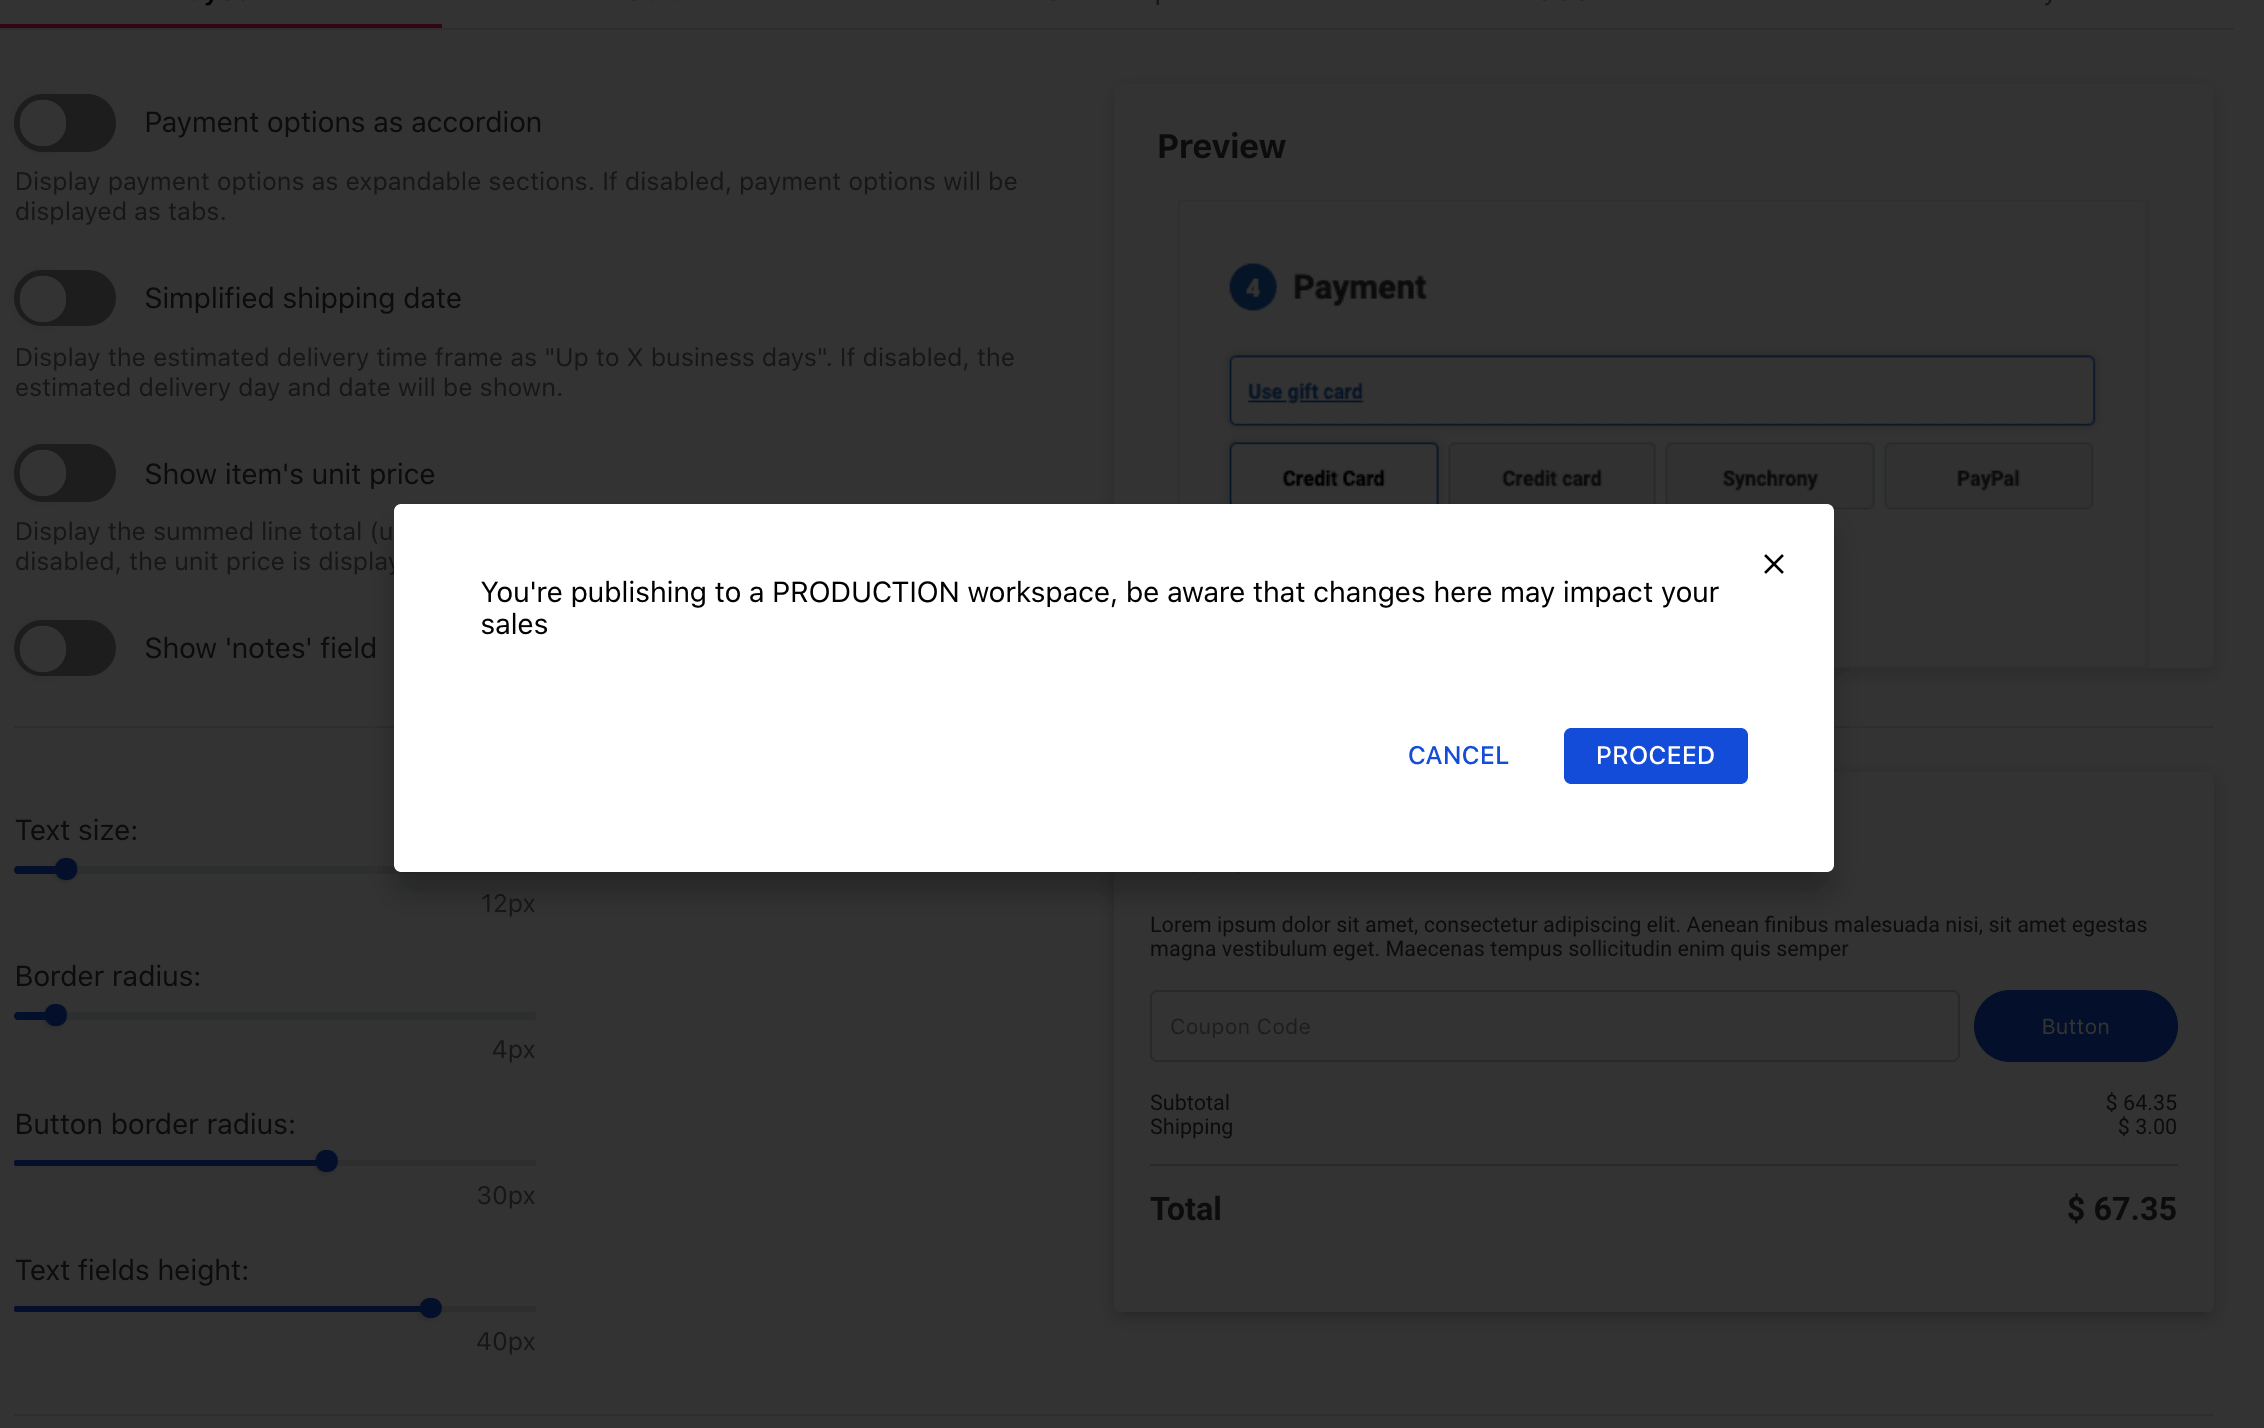 Payment options as accordion
Display payment options as expandable sections. If disabled, payment options will be
displayed as tabs.
Simplified shipping date
Display the estimated delivery time frame as "Up to X business days". If disabled, the
estimated delivery day and date will be shown.
Show item's unit price
Display the summed line total (u
disabled, the unit price is display
Show 'notes' field
Preview
4 Payment
Use gift card
Credit Card Credit card Synchrony PayPal
You're publishing to a PRODUCTION workspace, be aware that changes here may impact your
sales
CANCEL PROCEED
Text size:
12px
Border radius:
4px
Button border radius:
30px
Text fields height:
40px
Lorem ipsum dolor sit amet, consectetur adipiscing elit. Aenean finibus malesuada nisi, sit amet egestas
magna vestibulum eget. Maecenas tempus sollicitudin enim quis semper
Coupon Code Button
Subtotal $ 64.35
Shipping $ 3.00
Total $ 67.35